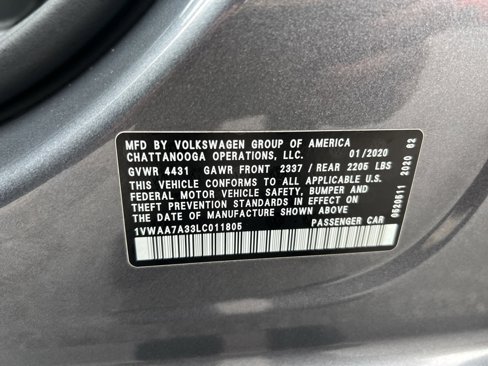 MFD BY VOLKSWAGEN GROUP OF AMERICA
CHATTANOOGA OPERATIONS, LLC. 01/2020
GVWR 4431 GAWR FRONT 2337 / REAR 2205 LBS
THIS VEHICLE CONFORMS TO ALL APPLICABLE U.S.
FEDERAL MOTOR VEHICLE SAFETY, BUMPER AND
THEFT PREVENTION STANDARDS IN EFFECT ON
THE DATE OF MANUFACTURE SHOWN ABOVE
1VWAA7A33LC011805 PASSENGER CAR
0520611 2020 02